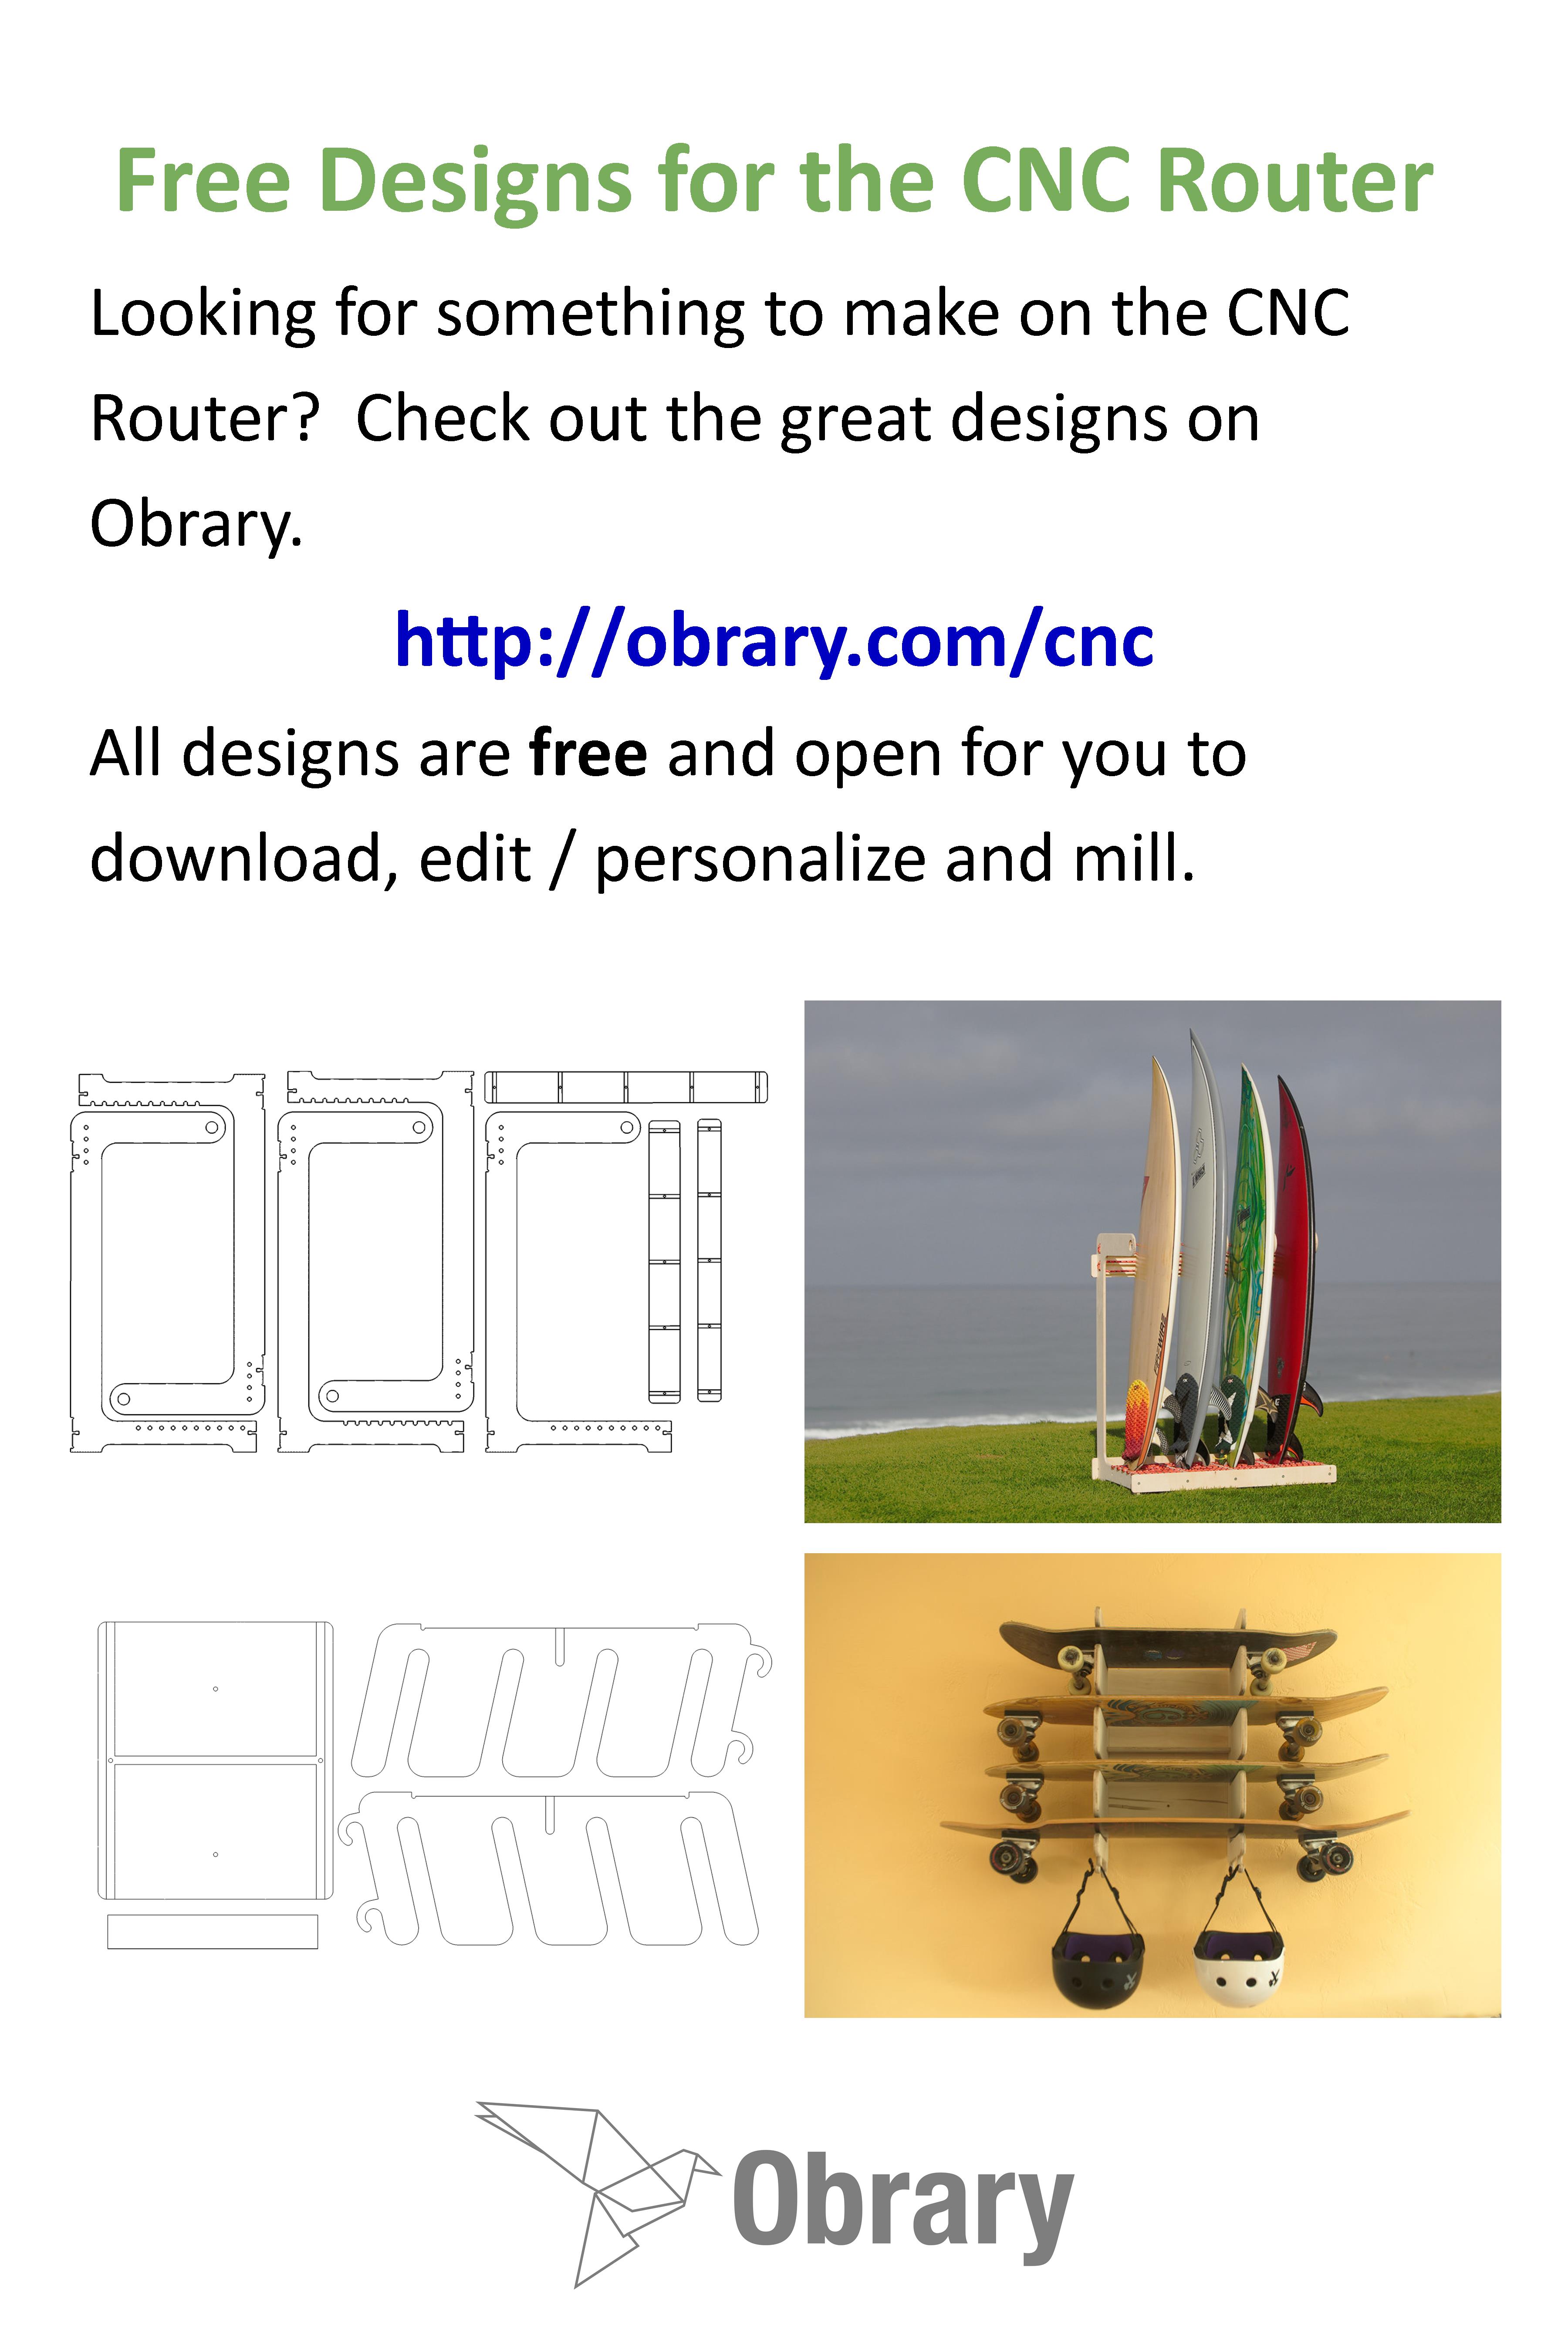 Free Designs for the CNC Router
Looking for something to make on the CNC
Router?  Check out the great designs on
Obrary.
http://obrary.com/cnc
All designs are free and open for you to
download, edit / personalize and mill.
Obrary